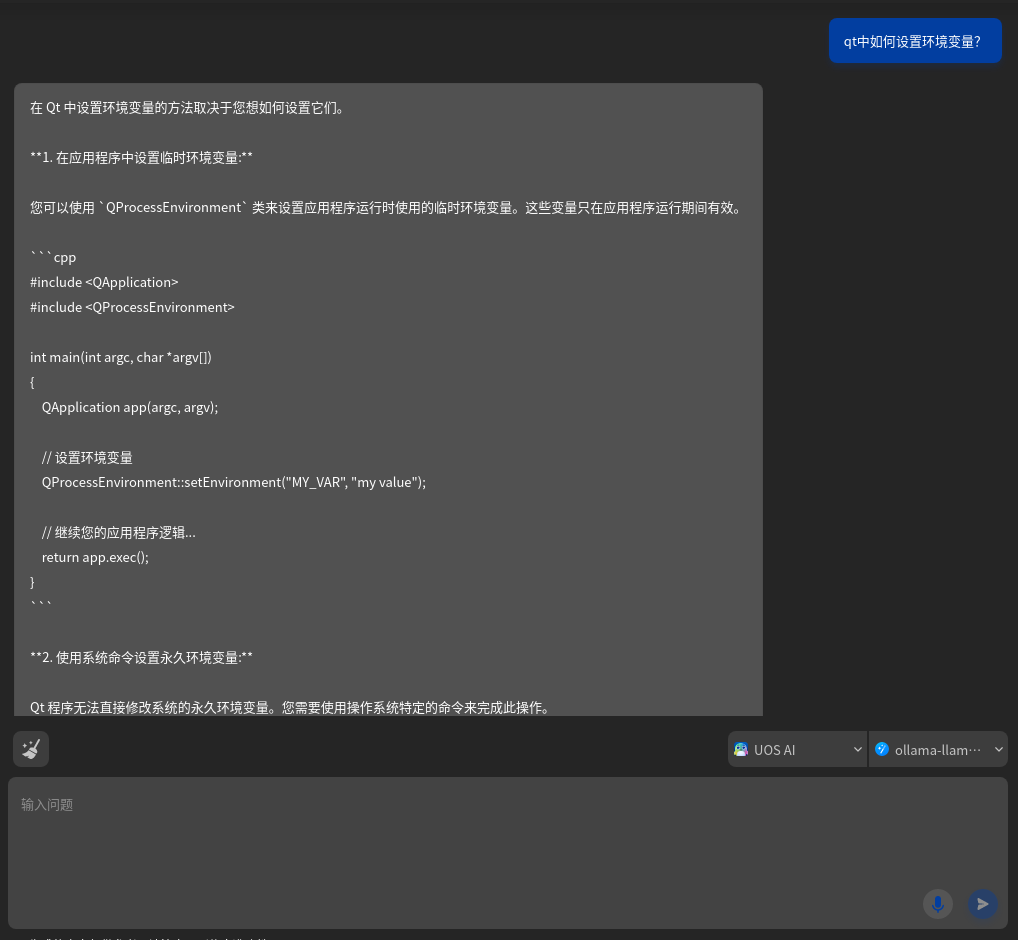 qt中如何设置环境变量?
在 Qt 中设置环境变量的方法取决于您想如何设置它们。
**1. 在应用程序中设置临时环境变量:**
您可以使用 `QProcessEnvironment` 类来设置应用程序运行时使用的临时环境变量。这些变量只在应用程序运行期间有效。
```cpp
#include <QApplication>
#include <QProcessEnvironment>
int main(int argc, char *argv[])
{
QApplication app(argc, argv);
// 设置环境变量
QProcessEnvironment::setEnvironment("MY_VAR", "my value");
// 继续您的应用程序逻辑...
return app.exec();
}
```
**2. 使用系统命令设置永久环境变量:**
Qt 程序无法直接修改系统的永久环境变量。您需要使用操作系统特定的命令来完成此操作。
UOS AI
ollama-llam···
输入问题